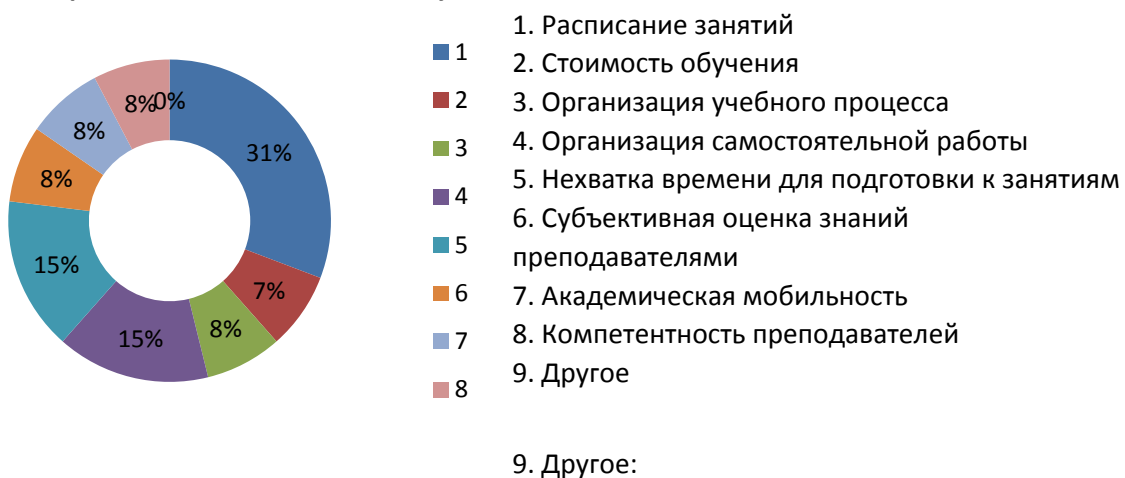 31%
7%
8%
15%
15%
8%
8%
8%
0%
1
2
3
4
5
6
7
8
1. Расписание занятий
2. Стоимость обучения
3. Организация учебного процесса
4. Организация самостоятельной работы
5. Нехватка времени для подготовки к занятиям
6. Субъективная оценка знаний
преподавателями
7. Академическая мобильность
8. Компетентность преподавателей
9. Другое
9. Другое: